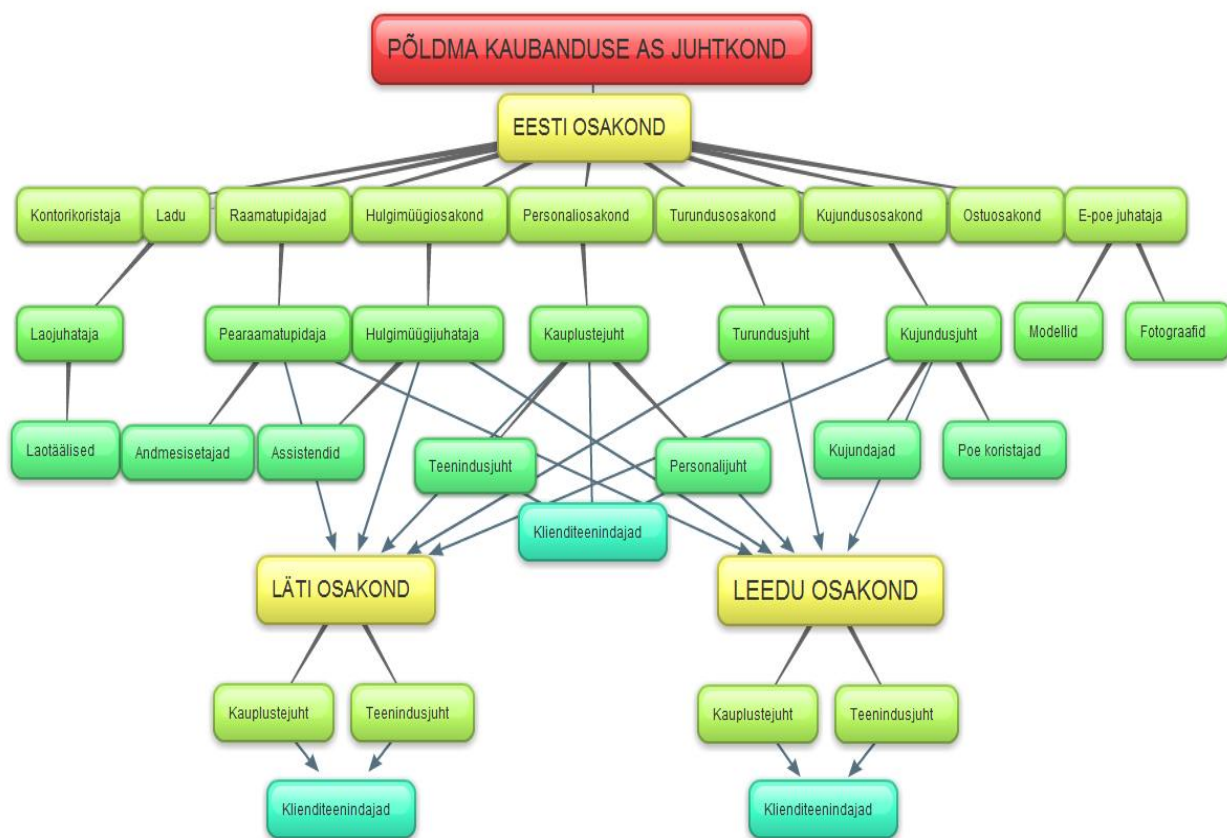 PÕLDMA KAUBANDUSE AS JUHTKOND
EESTI OSAKOND
Kontorikoristaja
Ladu
Raamatupidajad
Hulgimüügiosakond
Personaliosakond
Turundusosakond
Kujundusosakond
Ostuosakond
E-poe juhataja
Laojuhataja
Pearaamatupidaja
Hulgimüügijuhataja
Kauplustejuht
Turundusjuht
Kujundusjuht
Modellid
Fotograafid
Laotäälised
Andmesisetajad
Assistendid
Teenindusjuht
Personalijuht
Kujundajad
Poe koristajad
Klienditeenindajad
LÄTI OSAKOND
LEEDU OSAKOND
Kauplustejuht
Teenindusjuht
Kauplustejuht
Teenindusjuht
Klienditeenindajad
Klienditeenindajad